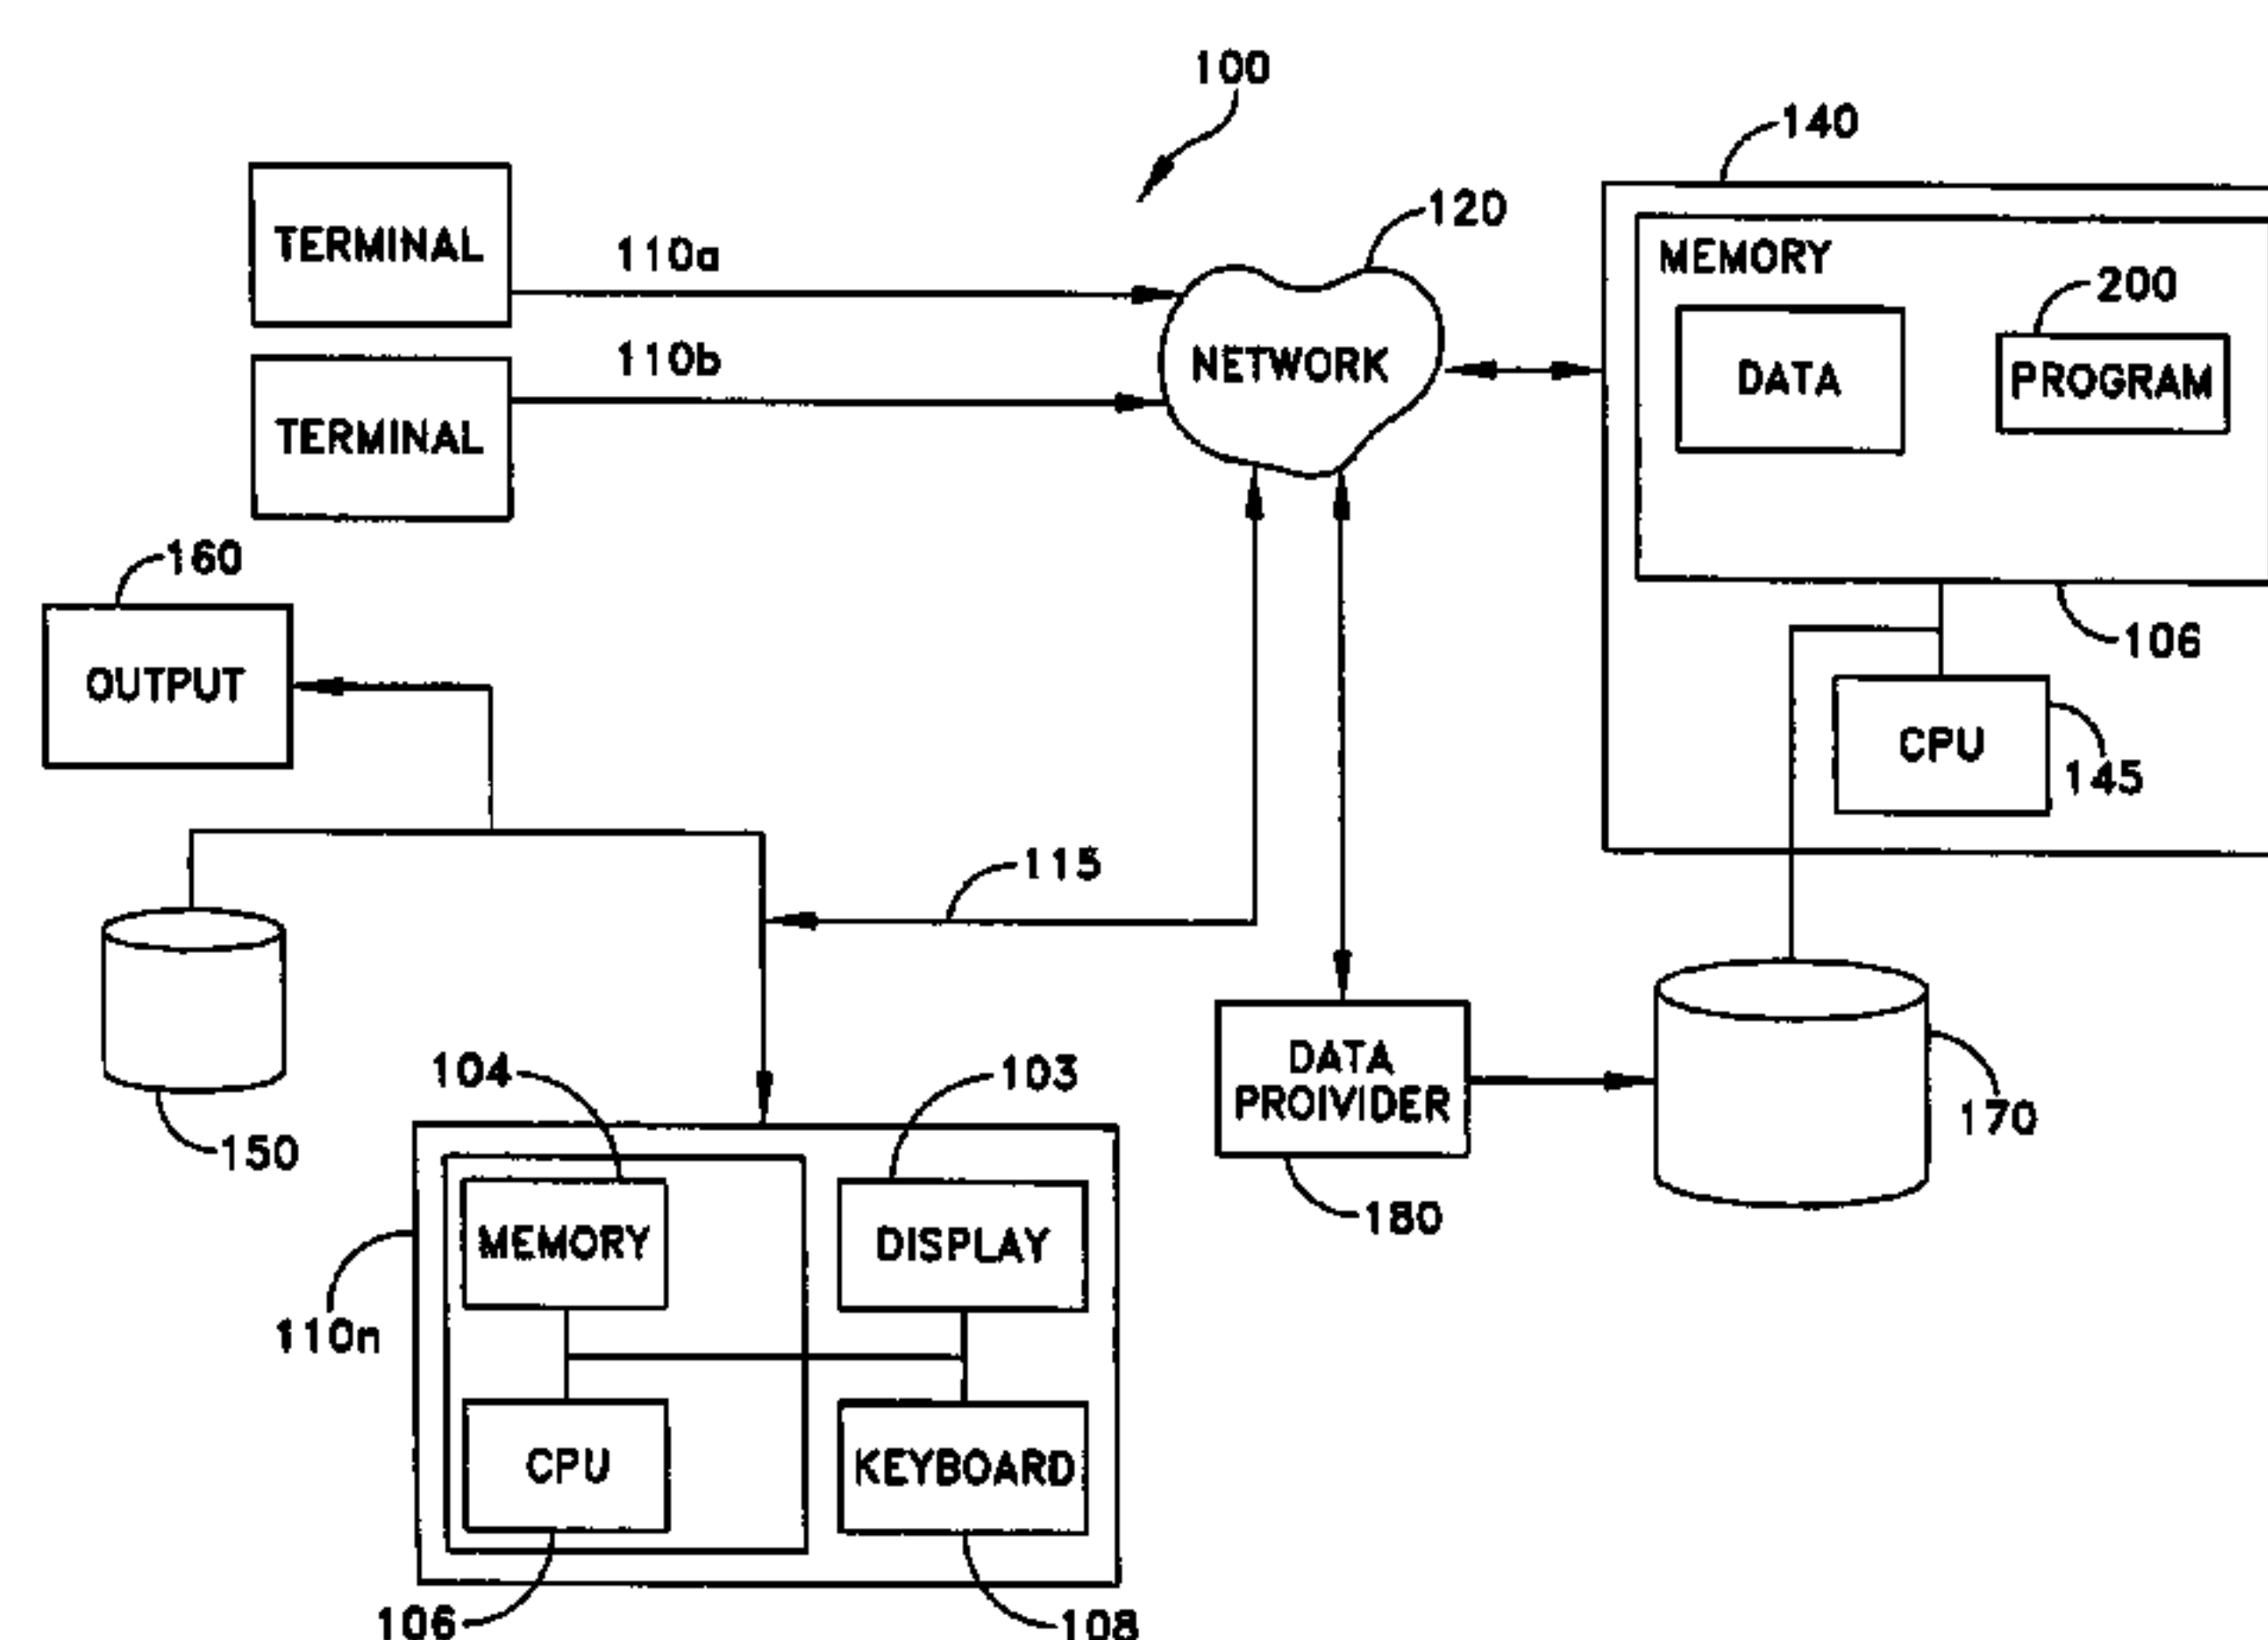 100
140
120
TERMINAL
110a
MEMORY
200
NETWORK
DATA
PROGRAM
110b
TERMINAL
160
OUTPUT
106
CPU
145
115
104
103
DATA
PROIVIDER
170
150
180
MEMORY
DISPLAY
110n
CPU
KEYBOARD
106
108